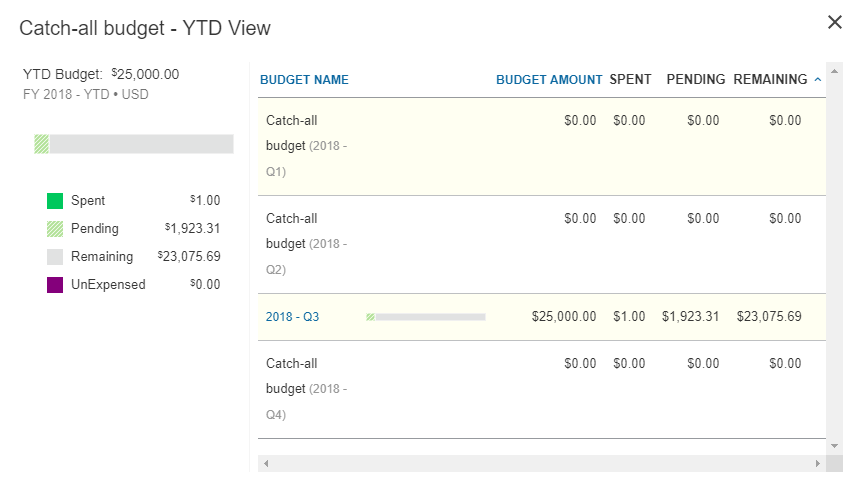 Catch-all budget - YTD View
YTD Budget: $25,000.00
FY 2018 - YTD • USD
Spent $1.00
Pending $1,923.31
Remaining $23,075.69
UnExpensed $0.00
BUDGET NAME BUDGET AMOUNT SPENT PENDING REMAINING
Catch-all $0.00 $0.00 $0.00 $0.00
budget (2018 -
Q1)
Catch-all $0.00 $0.00 $0.00 $0.00
budget (2018 -
Q2)
2018 - Q3 $25,000.00 $1.00 $1,923.31 $23,075.69
Catch-all $0.00 $0.00 $0.00 $0.00
budget (2018 -
Q4)